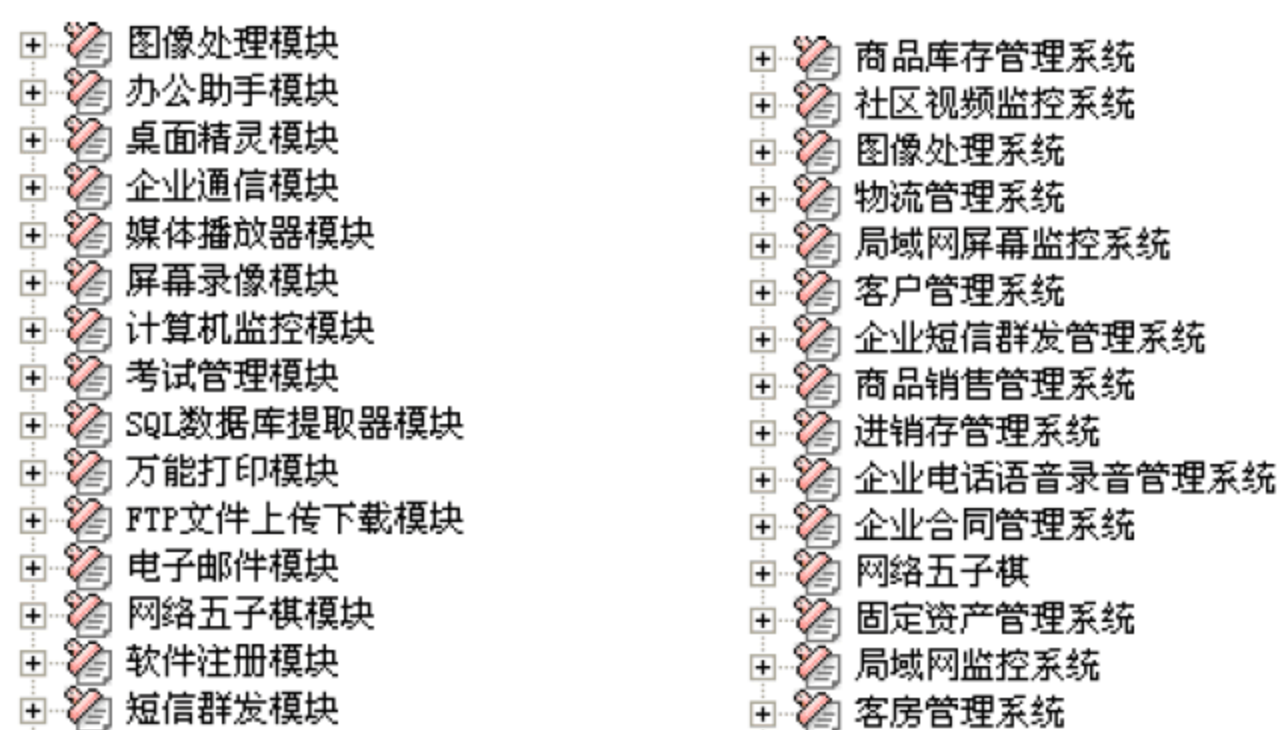 图像处理模块
办公助手模块
桌面精灵模块
企业通信模块
媒体播放器模块
屏幕录像模块
计算机监控模块
考试管理模块
SQL数据库提取器模块
万能打印模块
FTP文件上传下载模块
电子邮件模块
网络五子棋模块
软件注册模块
短信群发模块
商品库存管理系统
社区视频监控系统
图像处理系统
物流管理系统
局域网屏幕监控系统
客户管理系统
企业短信群发管理系统
商品销售管理系统
进销存管理系统
企业电话语音录音管理系统
企业合同管理系统
网络五子棋
固定资产管理系统
局域网监控系统
客房管理系统